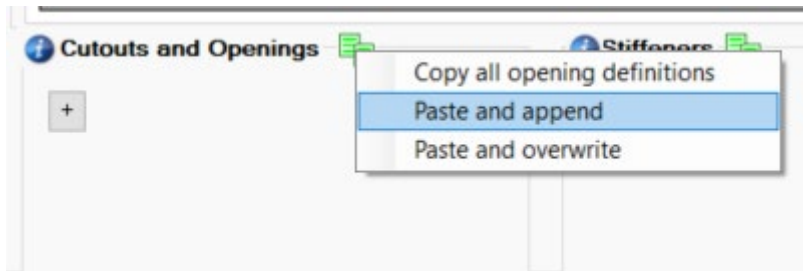 Cutouts and Openings
Stiffeners
Copy all opening definitions
+
Paste and append
Paste and overwrite